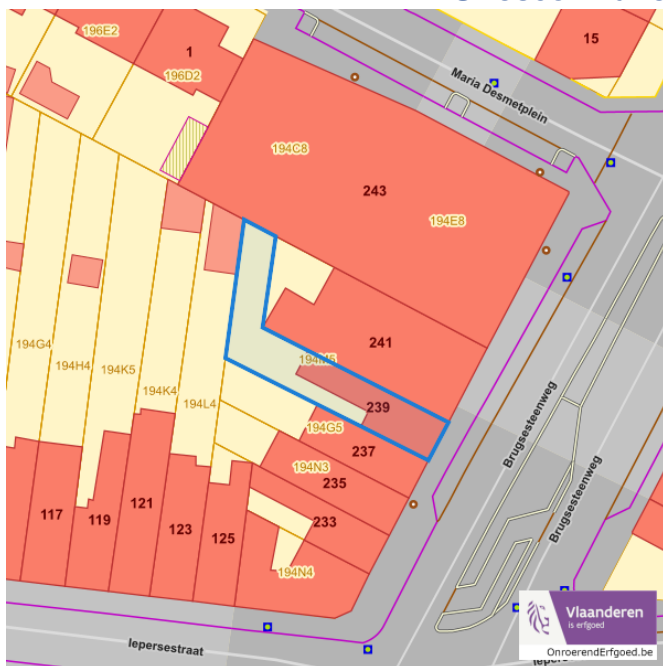 196E2
1
196D2
15
Maria Desmetplein
194C8
243
194E8
241
194M5
239
194G4
194H4
194K5
194K4
194L4
194G5
237
194N3
235
233
117
119
121
123
125
194N4
Brugsesteenweg
Brugsesteenweg
Iepersestraat
Vlaanderen
is erfgoed
OnroerendErfgoed.be